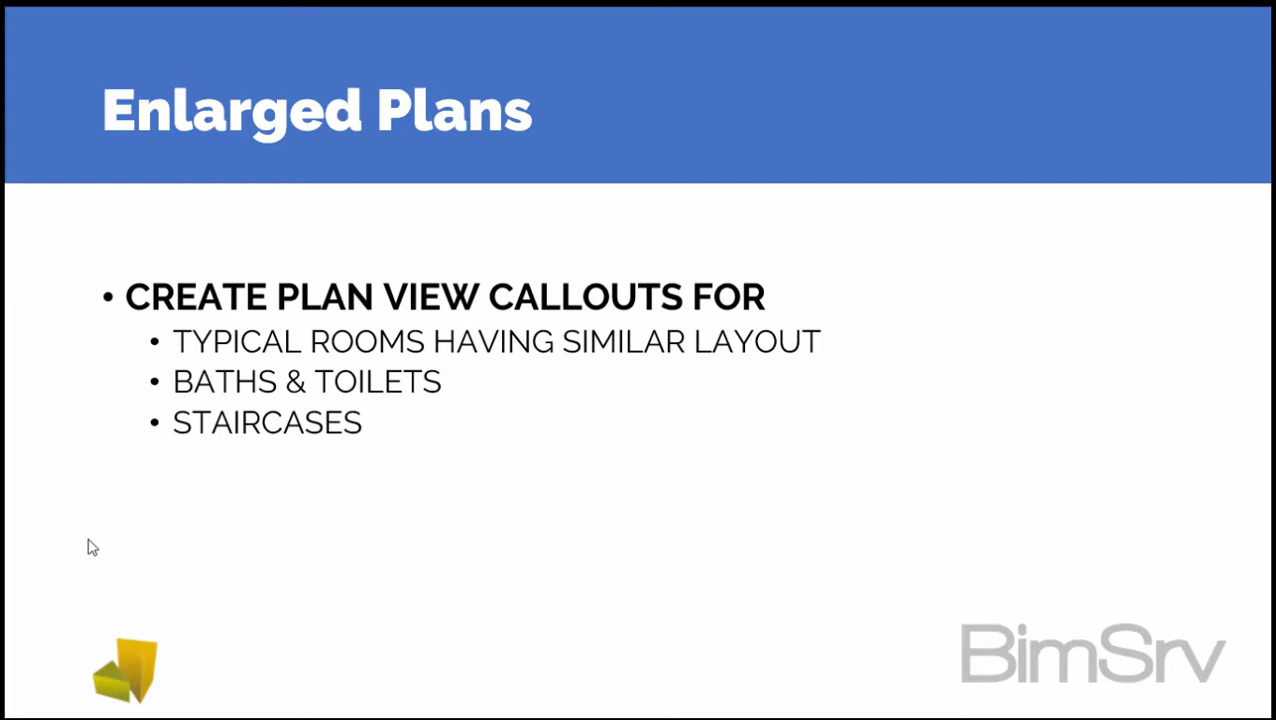 Enlarged Plans
• CREATE PLAN VIEW CALLOUTS FOR
• TYPICAL ROOMS HAVING SIMILAR LAYOUT
• BATHS & TOILETS
• STAIRCASES
BimSrv